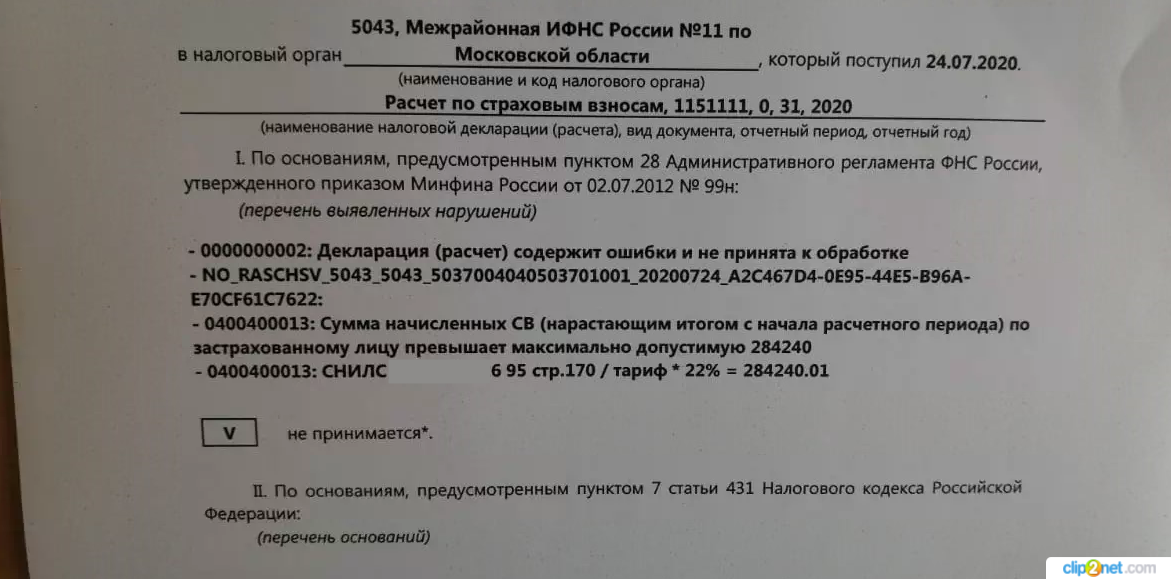 5043, Межрайонная ИФНС России №11 по
в налоговый орган Московской области, который поступил 24.07.2020.
(наименование и код налогового органа)
Расчет по страховым взносам, 1151111, 0, 31, 2020
(наименование налоговой декларации (расчета), вид документа, отчетный период, отчетный год)
I. По основаниям, предусмотренным пунктом 28 Административного регламента ФНС России,
утвержденного приказом Минфина России от 02.07.2012 № 99н:
(перечень выявленных нарушений)
- 0000000002: Декларация (расчет) содержит ошибки и не принята к обработке
- NO_RASCHSV_5043_5043_5037004040503701001_20200724_A2C467D4-0E95-44E5-B96A-
E70CF61C7622:
- 0400400013: Сумма начисленных СВ (нарастающим итогом с начала расчетного периода) по
застрахованному лицу превышает максимально допустимую 284240
- 0400400013: СНИЛС 6 95 стр.170 / тариф * 22% = 284240.01
V не принимается*.
II. По основаниям, предусмотренным пунктом 7 статьи 431 Налогового кодекса Российской
Федерации:
(перечень оснований)
clip2net.com